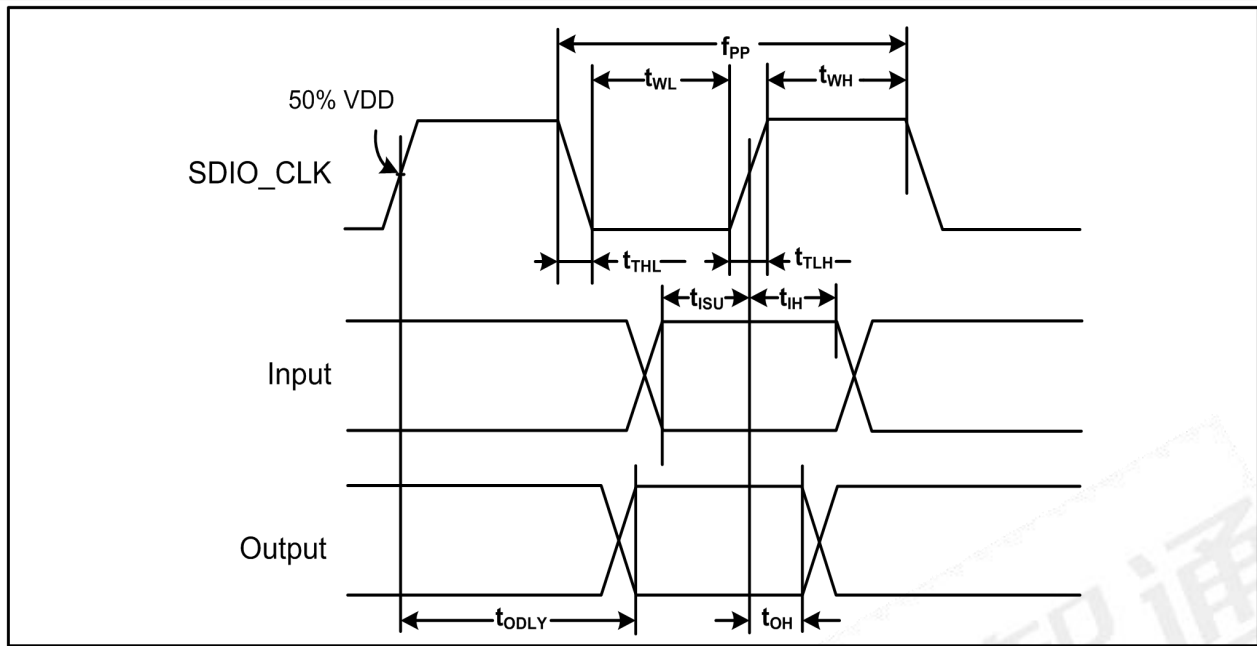 fPP
tWL
tWH
50% VDD
SDIO_CLK
tTHL
tTLH
tISU
tIH
Input
Output
tODLY
tOH